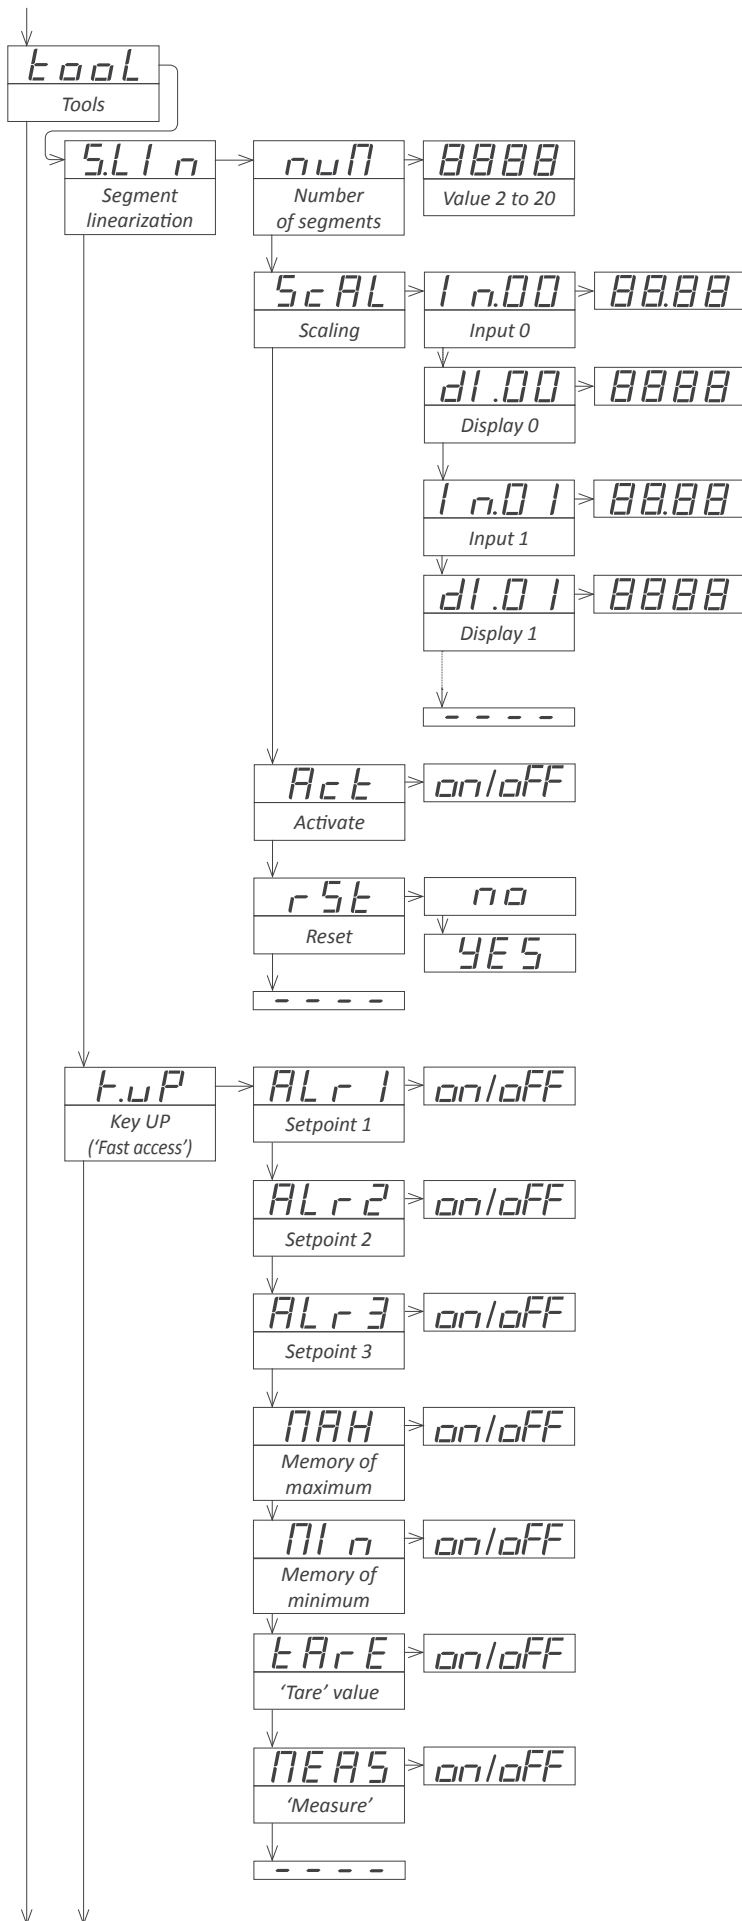 tooL
Tools
S.LIn
nuM
8888
Segment
linearization
Number
of segments
Value 2 to 20
ScAL
In.00
88.88
Scaling
Input 0
dI.00
8888
Display 0
In.01
88.88
Input 1
dI.01
8888
Display 1
----
Act
on/oFF
Activate
rSt
no
Reset
YES
----
k.uP
ALr1
on/oFF
Key UP
(‘Fast access’)
Setpoint 1
ALr2
on/oFF
Setpoint 2
ALr3
on/oFF
Setpoint 3
MAH
on/oFF
Memory of
maximum
MIn
on/oFF
Memory of
minimum
tArE
on/oFF
‘Tare’ value
MEAS
on/oFF
‘Measure’
----